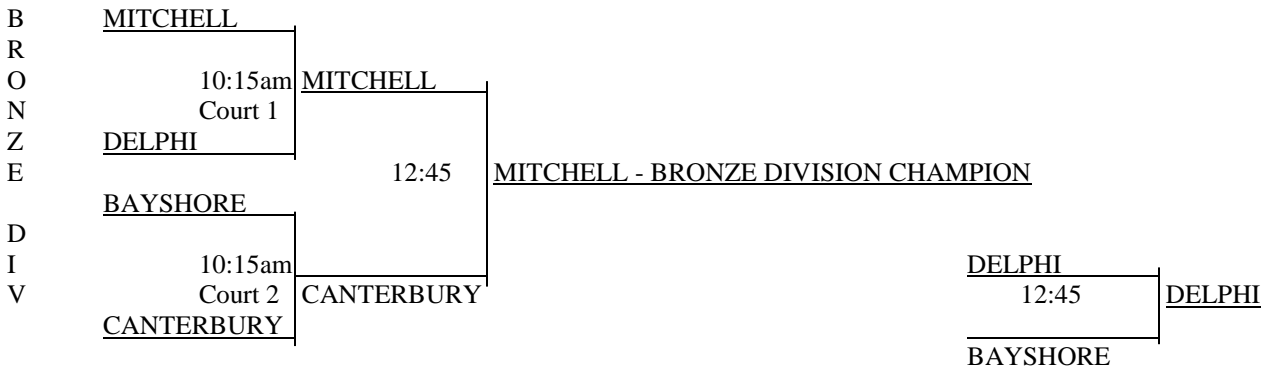 B MITCHELL
R
O 10:15am MITCHELL
N Court 1
Z DELPHI
E 12:45 MITCHELL - BRONZE DIVISION CHAMPION
BAYSHORE
D
I 10:15am DELPHI
V Court 2 CANTERBURY 12:45 DELPHI
CANTERBURY
BAYSHORE